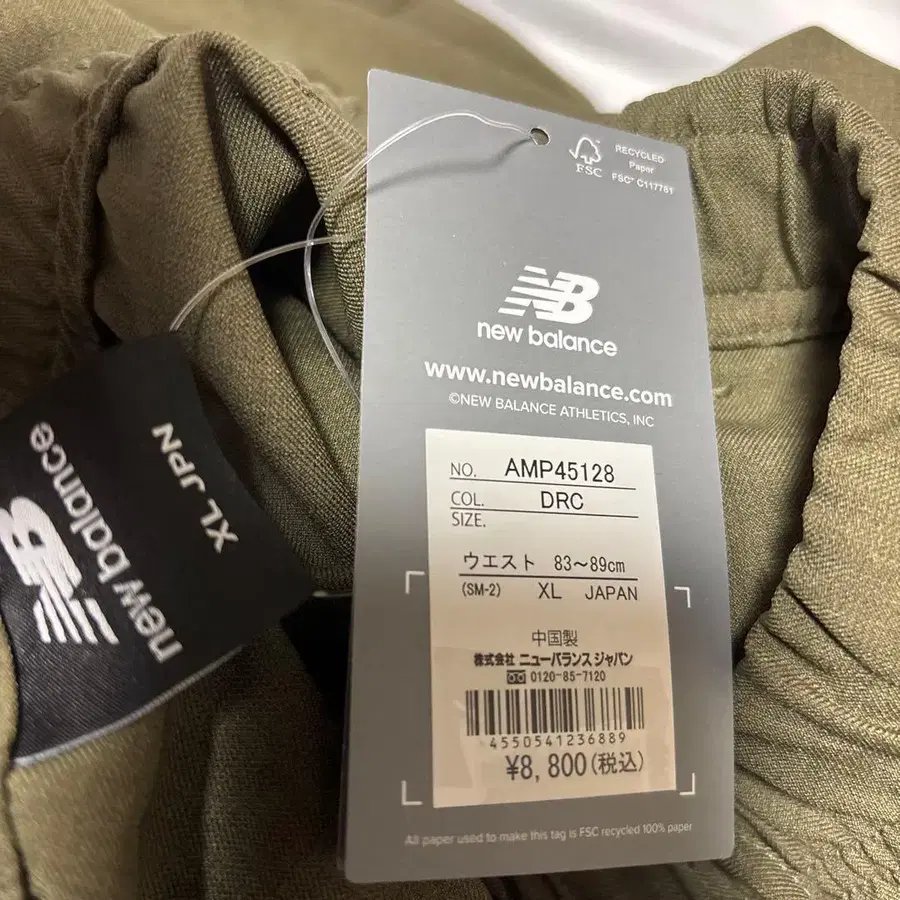 FSC
RECYCLED
Paper
FSC® C117761
NB
new balance
www.newbalance.com
©NEW BALANCE ATHLETICS, INC
NO. AMP45128
COL. DRC
SIZE.
ウエスト 83～89cm
(SM-2) XL JAPAN
中国製
株式会社 ニューバランス ジャパン
0120-85-7120
4550541236889
¥8,800(税込)
All paper used to make this tag is FSC recycled 100% paper
XL JPN
new balance
NB